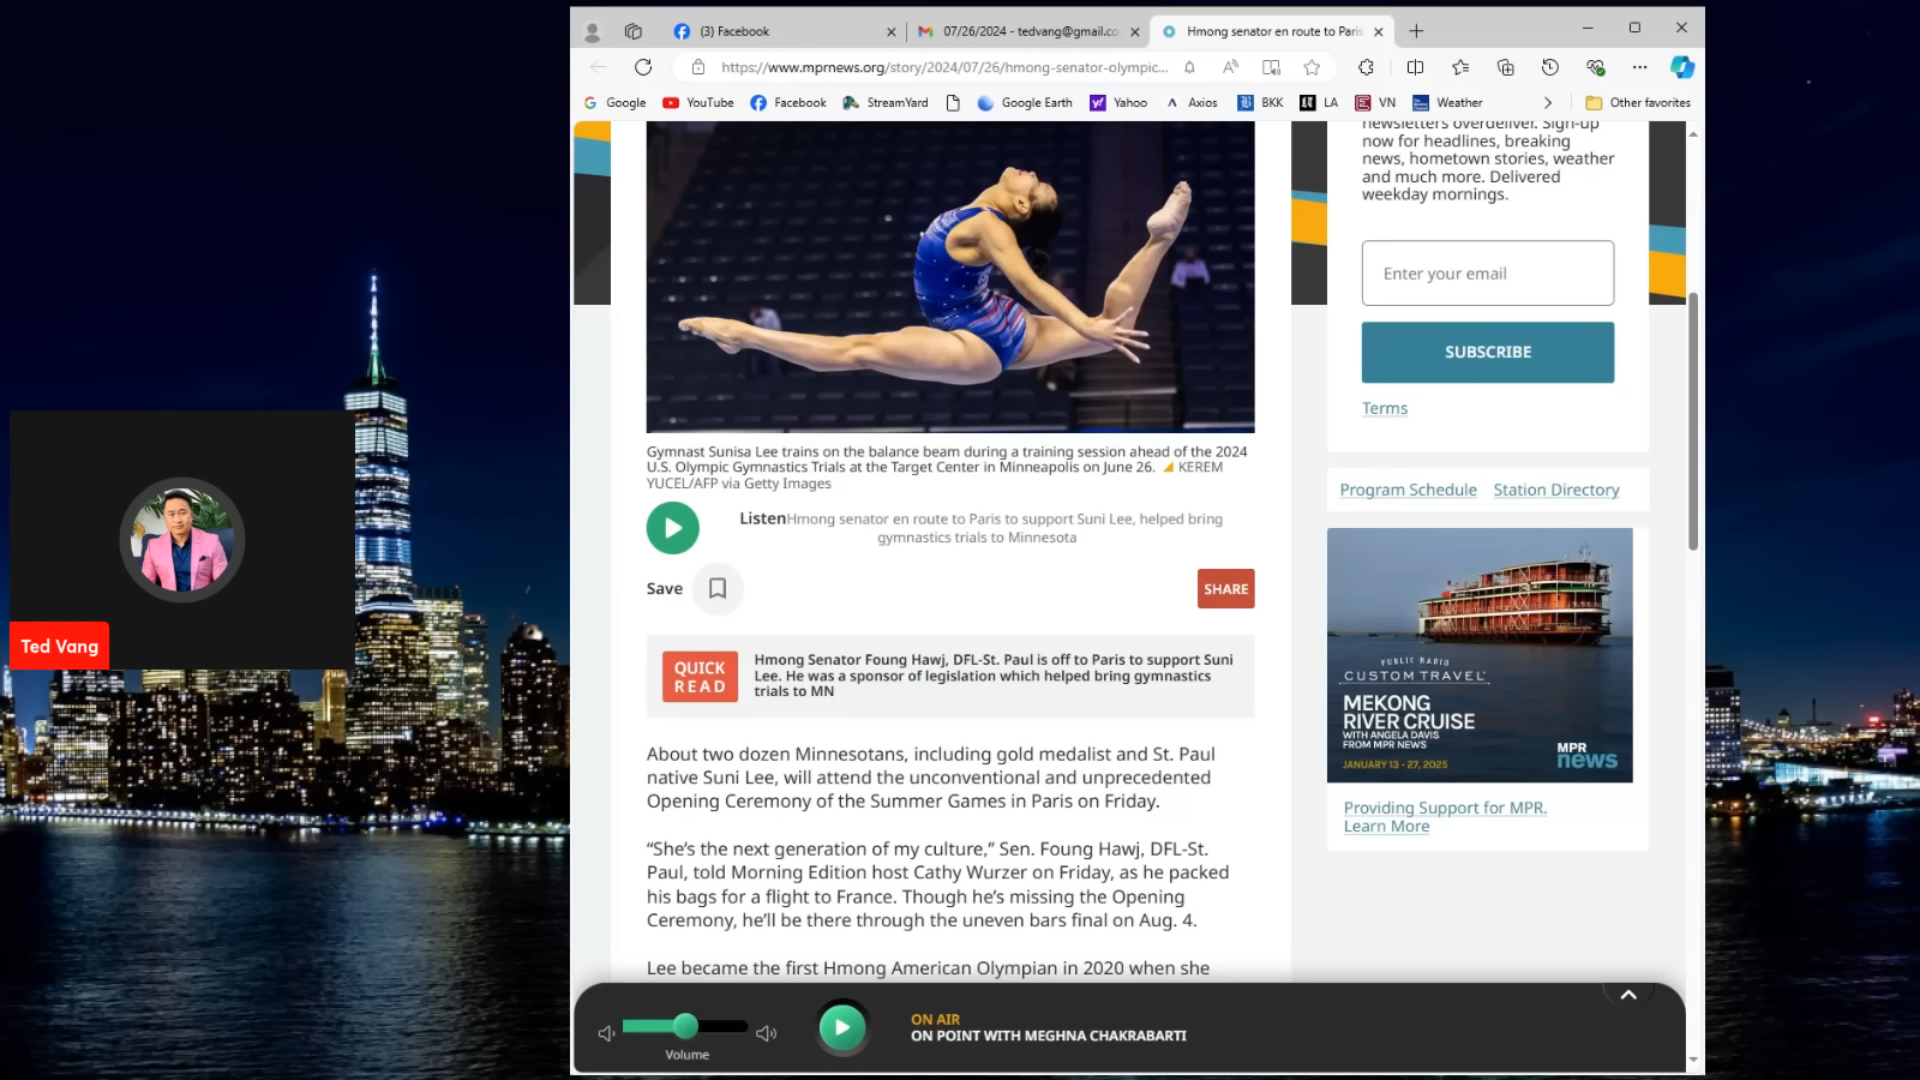 (3) Facebook
07/26/2024 - tedvang@gmail.co
Hmong senator en route to Paris
https://www.mprnews.org/story/2024/07/26/hmong-senator-olympic...
Google
YouTube
Facebook
StreamYard
Google Earth
Yahoo
Axios
BKK
LA
VN
Weather
Other favorites
newsletters overdeliver. Sign-up
now for headlines, breaking
news, hometown stories, weather
and much more. Delivered
weekday mornings.
Enter your email
SUBSCRIBE
Terms
Gymnast Sunisa Lee trains on the balance beam during a training session ahead of the 2024
U.S. Olympic Gymnastics Trials at the Target Center in Minneapolis on June 26. KEREM
YUCEL/AFP via Getty Images
Listen Hmong senator en route to Paris to support Suni Lee, helped bring
gymnastics trials to Minnesota
Save
SHARE
QUICK
READ
Hmong Senator Foung Hawj, DFL-St. Paul is off to Paris to support Suni
Lee. He was a sponsor of legislation which helped bring gymnastics
trials to MN
About two dozen Minnesotans, including gold medalist and St. Paul
native Suni Lee, will attend the unconventional and unprecedented
Opening Ceremony of the Summer Games in Paris on Friday.
“She’s the next generation of my culture,” Sen. Foung Hawj, DFL-St.
Paul, told Morning Edition host Cathy Wurzer on Friday, as he packed
his bags for a flight to France. Though he’s missing the Opening
Ceremony, he’ll be there through the uneven bars final on Aug. 4.
Lee became the first Hmong American Olympian in 2020 when she
Program Schedule
Station Directory
PUBLIC RADIO
CUSTOM TRAVEL
MEKONG
RIVER CRUISE
WITH ANGELA DAVIS
FROM MPR NEWS
JANUARY 13 - 27, 2025
MPR
news
Providing Support for MPR.
Learn More
Ted Vang
Volume
ON AIR
ON POINT WITH MEGHNA CHAKRABARTI